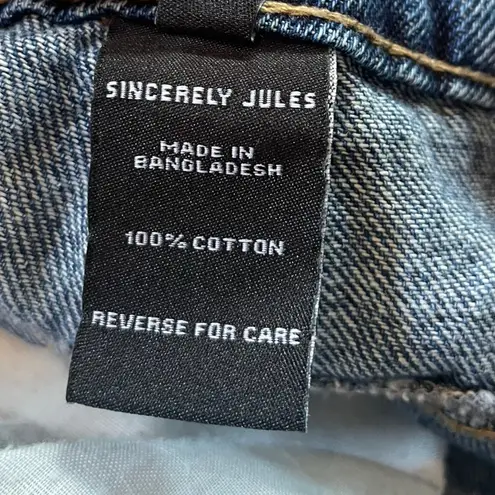 SINCERELY JULES
MADE IN
BANGLADESH
100% COTTON
REVERSE FOR CARE